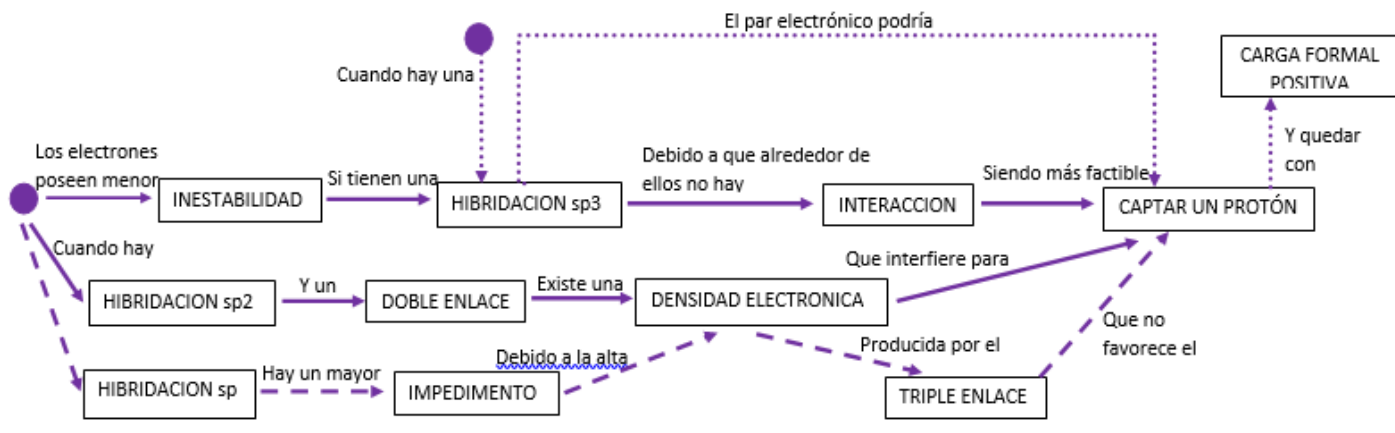 El par electrónico podría
Cuando hay una
CARGA FORMAL
POSITIVA
Y quedar
con
Los electrones
poseen menor
INESTABILIDAD
Si tienen una
HIBRIDACION sp3
Debido a que alrededor de
ellos no hay
INTERACCION
Siendo más factible
CAPTAR UN PROTÓN
Cuando hay
HIBRIDACION sp2
Y un
DOBLE ENLACE
Existe una
DENSIDAD ELECTRONICA
Que interfiere para
HIBRIDACION sp
Hay un mayor
IMPEDIMENTO
Debido a la alta
Producida por el
TRIPLE ENLACE
Que no
favorece el